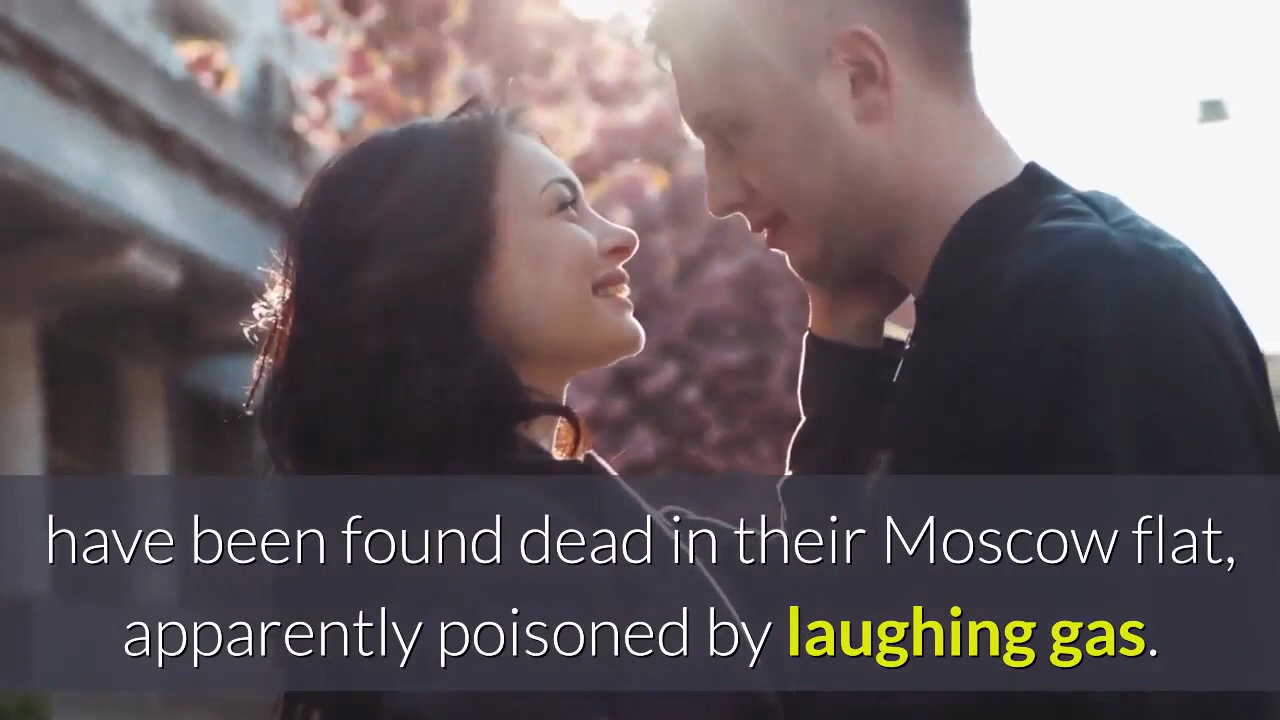 have been found dead in their Moscow flat,
apparently poisoned by laughing gas.